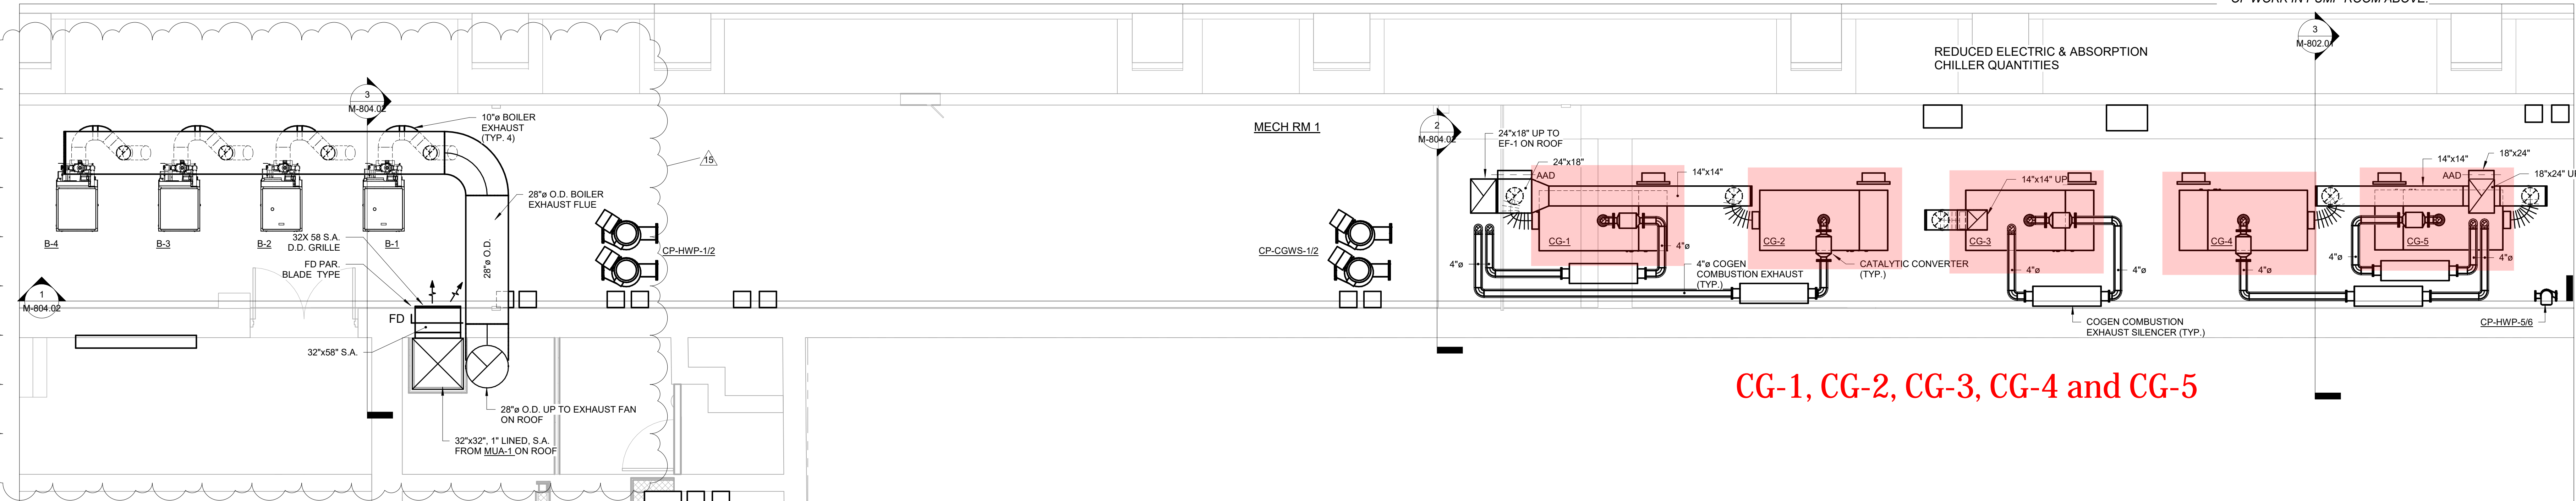 CP WORK IN PUMP ROOM ABOVE.
3
M-802.01
REDUCED ELECTRIC & ABSORPTION
CHILLER QUANTITIES
3
M-804.02
10"ø BOILER
EXHAUST
(TYP. 4)
15
MECH RM 1
2
M-804.02
24"x18" UP TO
EF-1 ON ROOF
24"x18"
AAD
14"x14"
14"x14" UP
14"x14"
18"x24"
AAD
18"x24" UP
28"ø O.D. BOILER
EXHAUST FLUE
B-4
B-3
B-2
B-1
32X 58 S.A.
D.D. GRILLE
FD PAR.
BLADE TYPE
28"ø O.D.
CP-HWP-1/2
CP-CGWS-1/2
CG-1
CG-2
CG-3
CG-4
CG-5
4"ø
4"ø
4"ø COGEN
COMBUSTION EXHAUST
(TYP.)
CATALYTIC CONVERTER
(TYP.)
4"ø
4"ø
4"ø
4"ø
4"ø
1
M-804.02
FD
32"x58" S.A.
COGEN COMBUSTION
EXHAUST SILENCER (TYP.)
CP-HWP-5/6
CG-1, CG-2, CG-3, CG-4 and CG-5
28"ø O.D. UP TO EXHAUST FAN
ON ROOF
32"x32", 1" LINED, S.A.
FROM MUA-1 ON ROOF